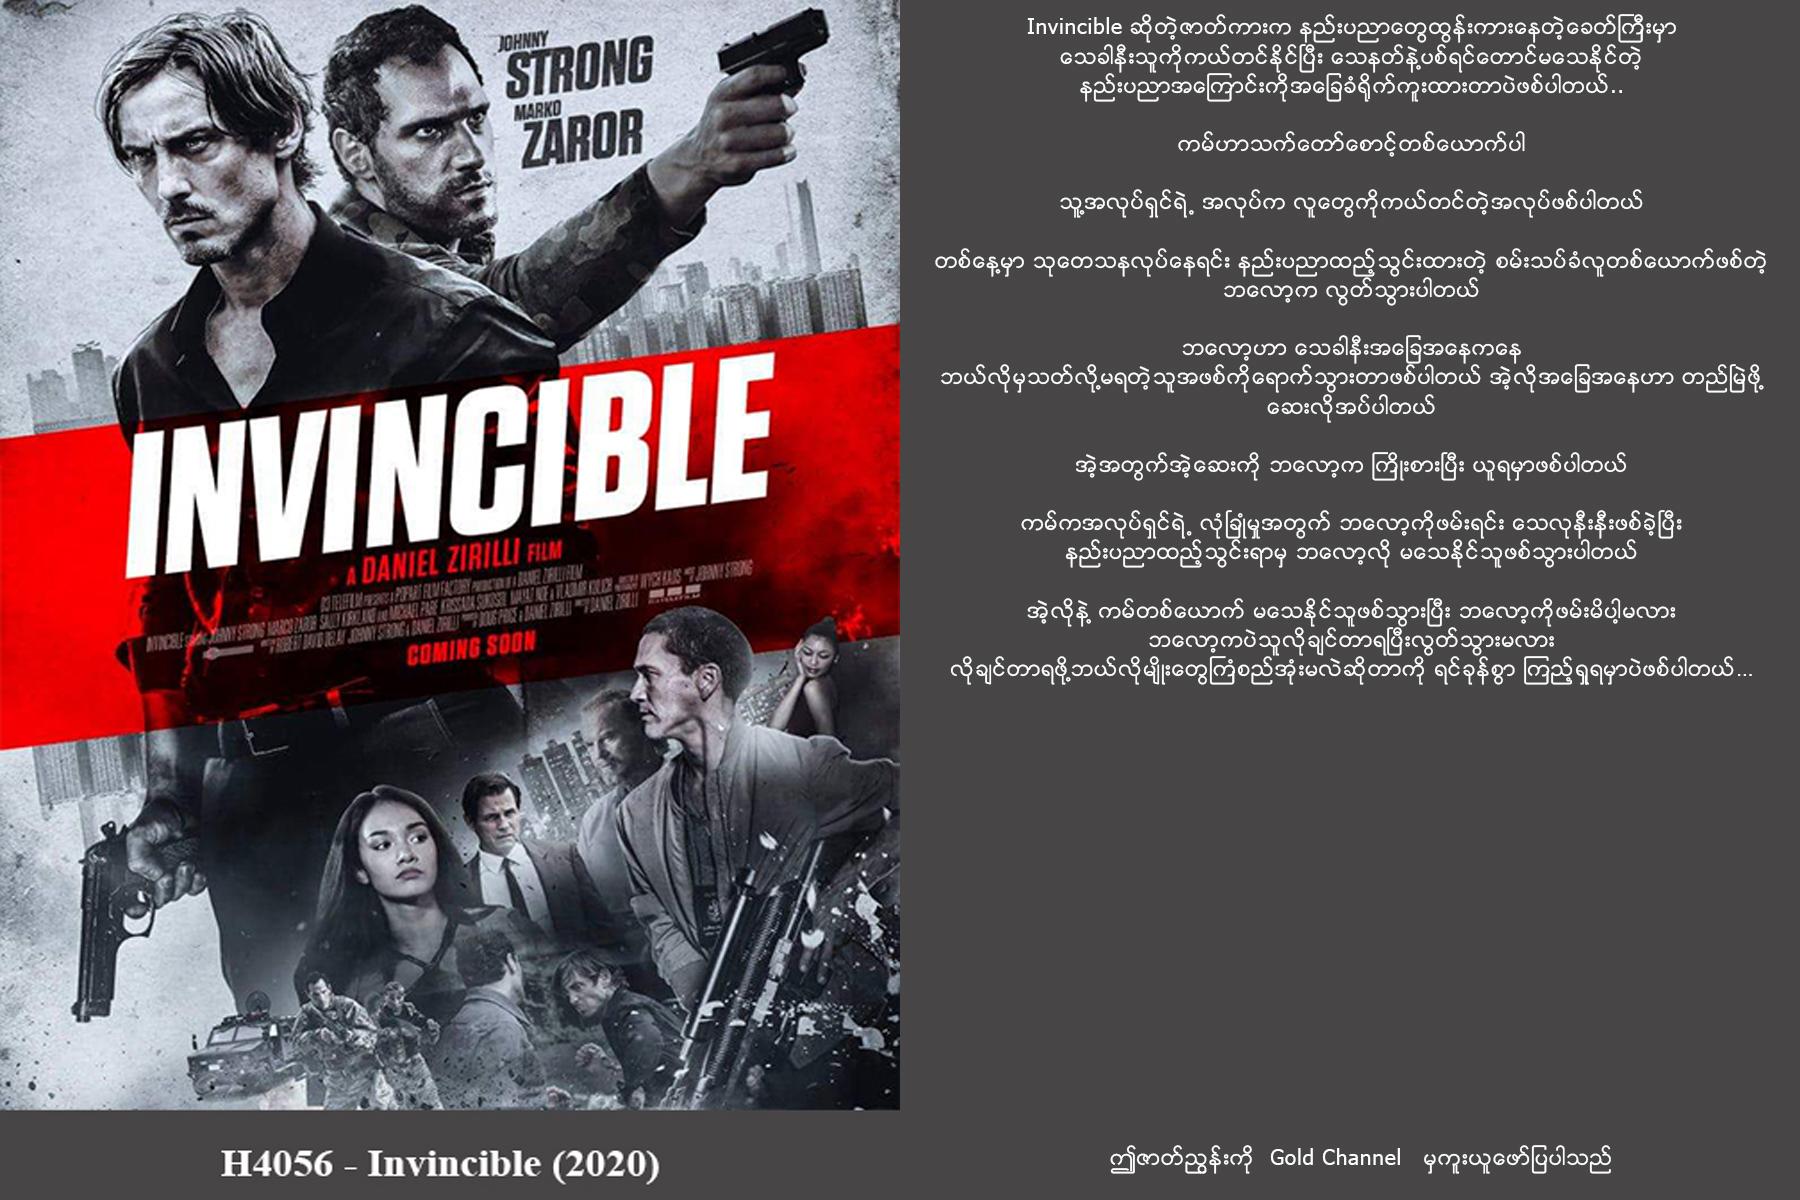 JOHNNY
STRONG
MARKO
ZAROR
INVINCIBLE
A DANIEL ZIRILLI FILM
COMING SOON
H4056 - Invincible (2020)
Invincible ဆိုတဲ့ဇာတ်ကားက နည်းပညာတွေထွန်းကားနေတဲ့ခေတ်ကြီးမှာ
သေခါနီးသူကိုကယ်တင်နိုင်ပြီး သေနတ်နဲ့ပစ်ရင်တောင်မသေနိုင်တဲ့
နည်းပညာအကြောင်းကိုအခြေခံရိုက်ကူးထားတာပဲဖြစ်ပါတယ်..
ကမ်ဟာသက်တော်စောင့်တစ်ယောက်ပါ
သူ့အလုပ်ရှင်ရဲ့ အလုပ်က လူတွေကိုကယ်တင်တဲ့အလုပ်ဖစ်ပါတယ်
တစ်နေ့မှာ သုတေသနလုပ်နေရင်း နည်းပညာထည့်သွင်းထားတဲ့ စမ်းသပ်ခံလူတစ်ယောက်ဖစ်တဲ့
ဘလော့က လွတ်သွားပါတယ်
ဘလော့ဟာ သေခါနီးအခြေအနေကနေ
ဘယ်လိုမှသတ်လို့မရတဲ့သူအဖစ်ကိုရောက်သွားတာဖစ်ပါတယ် အဲ့လိုအခြေအနေဟာ တည်မြဲဖို့
ဆေးလိုအပ်ပါတယ်
အဲ့အတွက်အဲ့ဆေးကို ဘလော့က ကြိုးစားပြီး ယူရမှာဖစ်ပါတယ်
ကမ်ကအလုပ်ရှင်ရဲ့ လုံခြုံမှုအတွက် ဘလော့ကိုဖမ်းရင်း သေလုနီးနီးဖစ်ခဲ့ပြီး
နည်းပညာထည့်သွင်းရာမှ ဘလော့လို မသေနိုင်သူဖစ်သွားပါတယ်
အဲ့လိုနဲ့ ကမ်တစ်ယောက် မသေနိုင်သူဖစ်သွားပြီး ဘလော့ကိုဖမ်းမိပါ့မလား
ဘလော့ကပဲသူလိုချင်တာရပြီးလွတ်သွားမလား
လိုချင်တာရဖို့ဘယ်လိုမျိုးတွေကြံစည်အုံးမလဲဆိုတာကို ရင်ခုန်စွာ ကြည့်ရှုရမှာပဲဖစ်ပါတယ်...
ဤဇာတ်ညွှန်းကို Gold Channel မှကူးယူဖော်ပြပါသည်